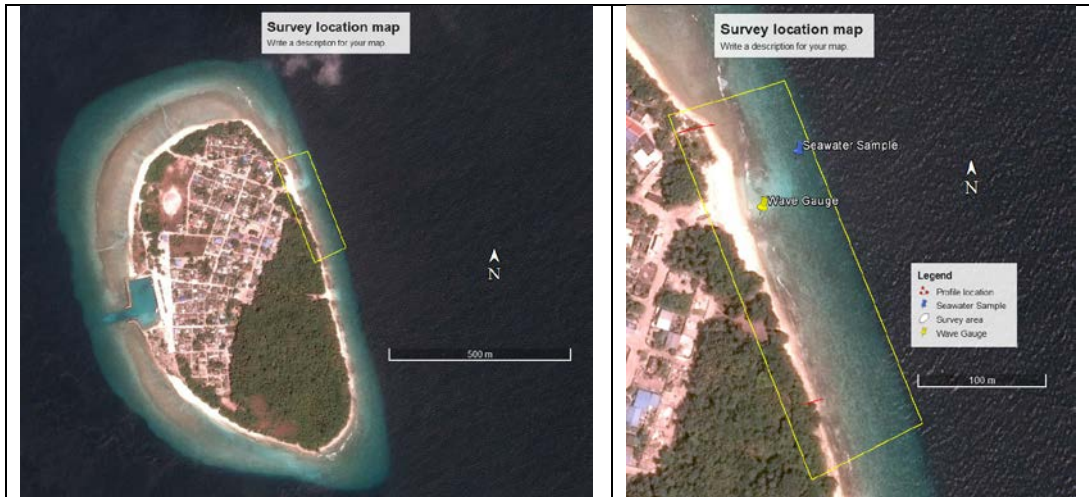 Survey location map
Write a description for your map.
N
500 m
Survey location map
Write a description for your map.
Seawater Sample
N
Wave Gauge
Legend
Profile location
Seawater Sample
Survey area
Wave Gauge
100 m